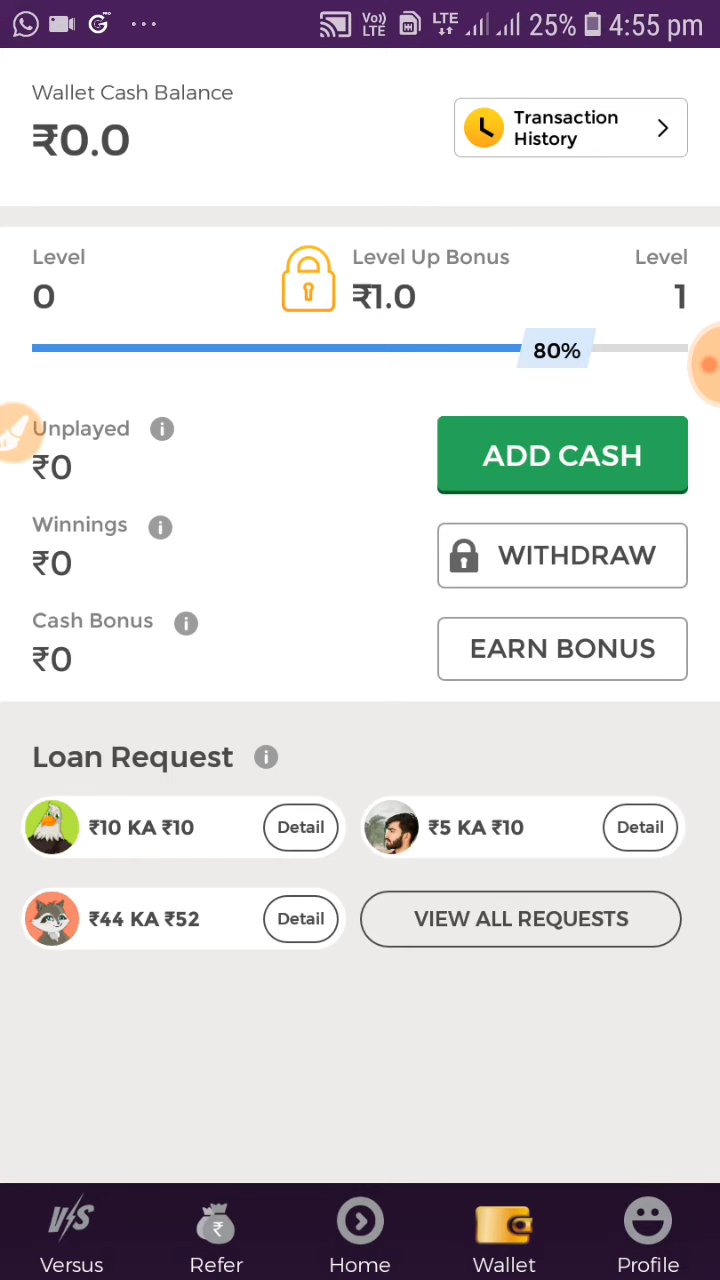 Vo)) LTE LTE 25% 4:55 pm
Wallet Cash Balance
₹0.0
Transaction
History
Level
0
Level Up Bonus
₹1.0
Level
1
80%
Unplayed i
₹0
ADD CASH
Winnings i
₹0
WITHDRAW
Cash Bonus i
₹0
EARN BONUS
Loan Request i
₹10 KA ₹10 Detail
₹5 KA ₹10 Detail
₹44 KA ₹52 Detail
VIEW ALL REQUESTS
V/S ₹
Versus Refer Home Wallet Profile